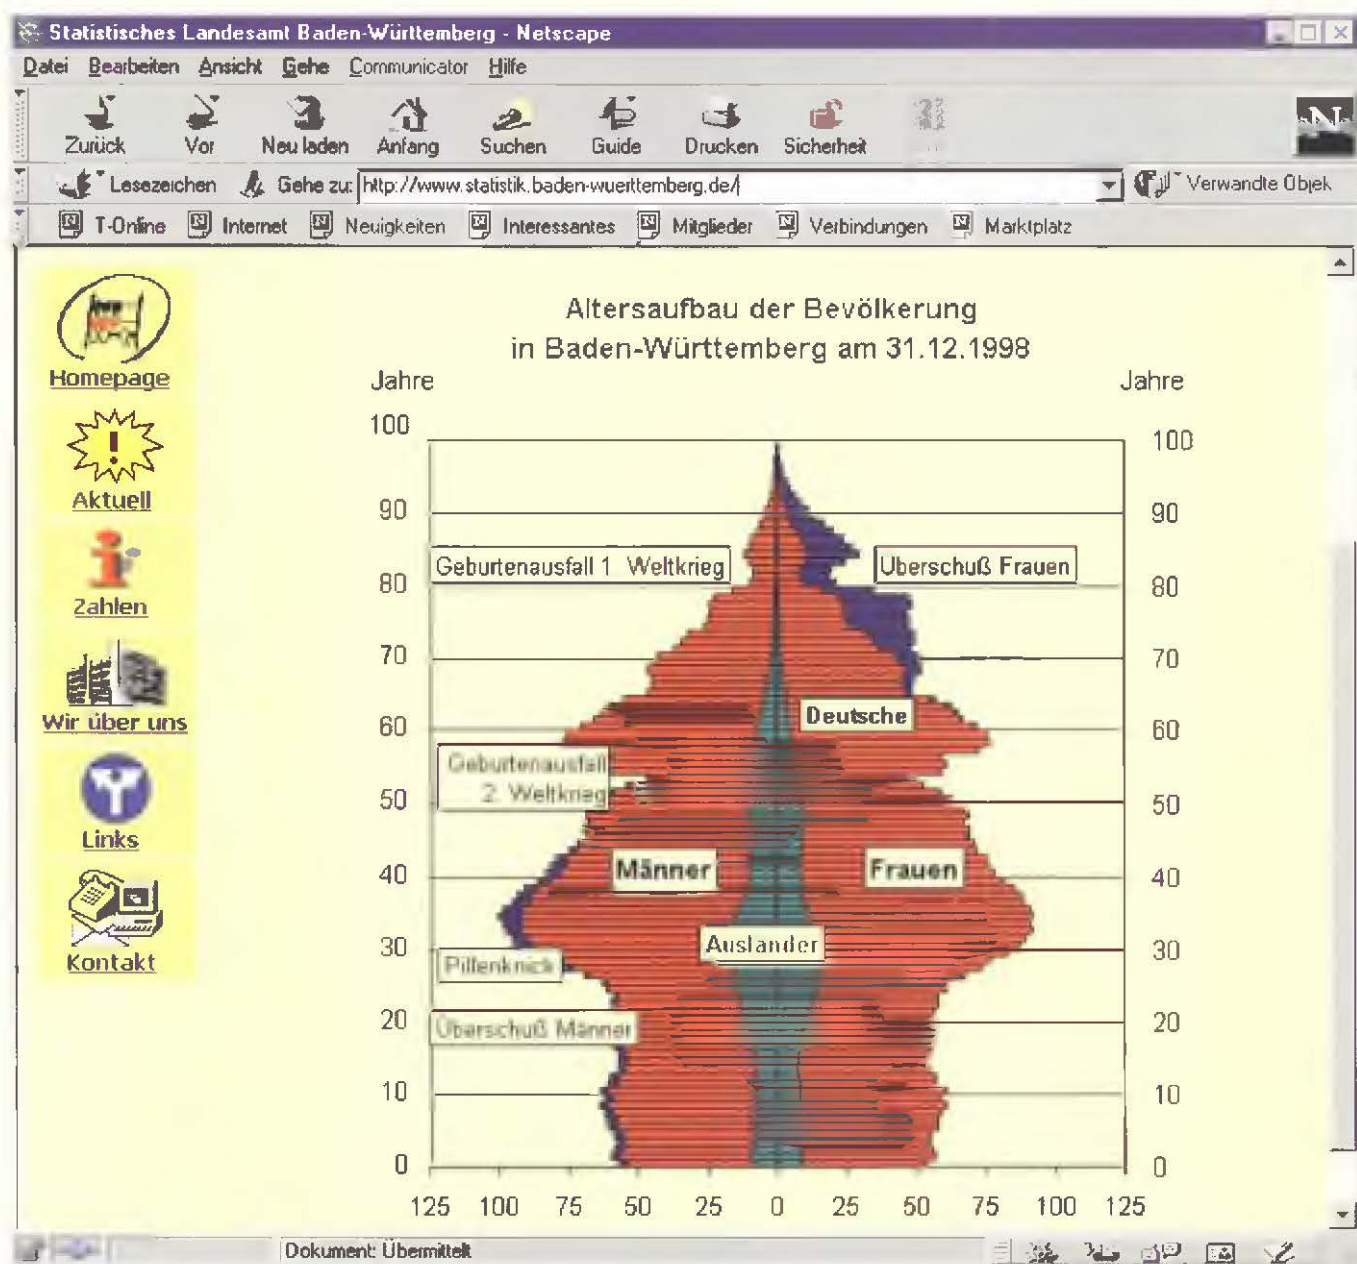 Statistisches Landesamt Baden-Württemberg - Netscape
Datei Bearbeiten Ansicht Gehe Communicator Hilfe
Zurück Vor Neu laden Anfang Suchen Guide Drucken Sicherheit
Lesezeichen Gehe zu: http://www.statistik.baden-wuerttemberg.de/ Verwandte Objek
T-Online Internet Neuigkeiten Interessantes Mitglieder Verbindungen Marktplatz
Homepage
Aktuell
Zahlen
Wir über uns
Links
Kontakt
Altersaufbau der Bevölkerung
in Baden-Württemberg am 31.12.1998
Jahre Jahre
100 100
90 90
Geburtenausfall 1. Weltkrieg Überschuß Frauen
80 80
70 70
Deutsche
60 60
Geburtenausfall
2. Weltkrieg
50 50
Männer Frauen
40 40
Ausländer
30 30
Pillenknick
20 20
Überschuß Männer
10 10
0 0
125 100 75 50 25 0 25 50 75 100 125
Dokument: Übermittelt